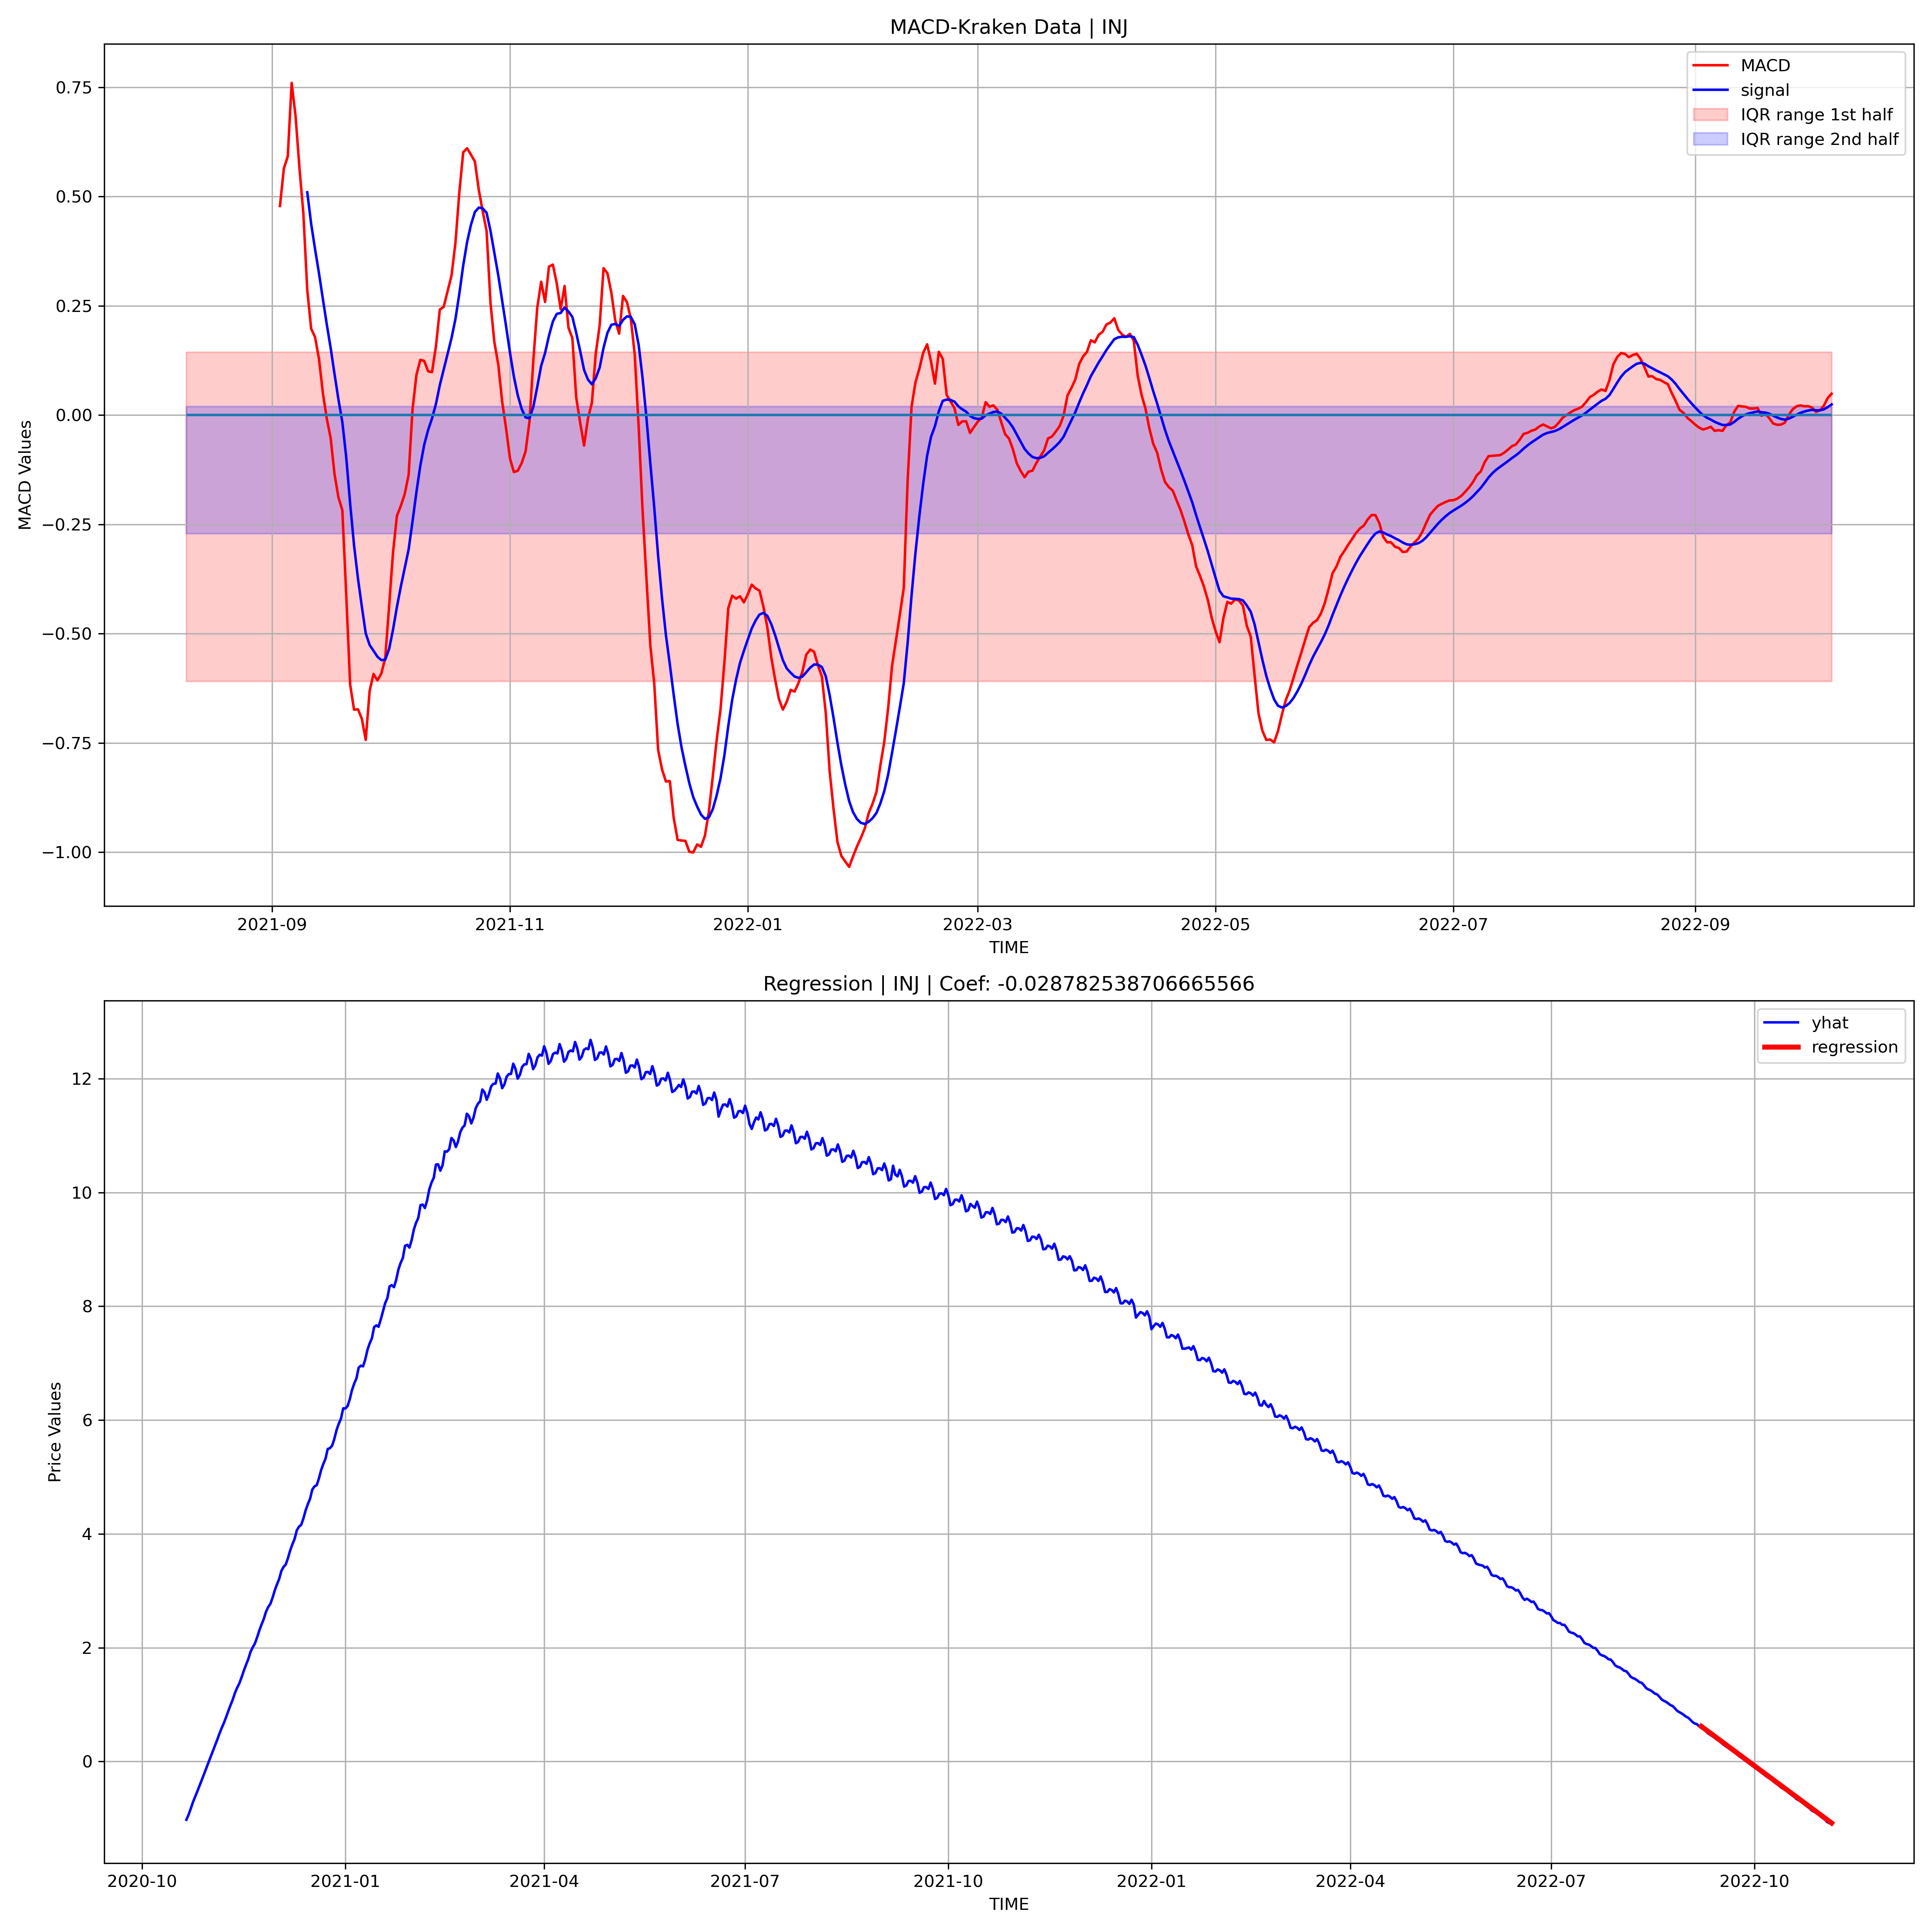 MACD-Kraken Data | INJ
MACD
signal
IQR range 1st half
IQR range 2nd half
0.75
0.50
0.25
0.00
−0.25
−0.50
−0.75
−1.00
MACD Values
2021-09 2021-11 2022-01 2022-03 2022-05 2022-07 2022-09
TIME
Regression | INJ | Coef: -0.028782538706665566
yhat
regression
12
10
8
6
4
2
0
Price Values
2020-10 2021-01 2021-04 2021-07 2021-10 2022-01 2022-04 2022-07 2022-10
TIME